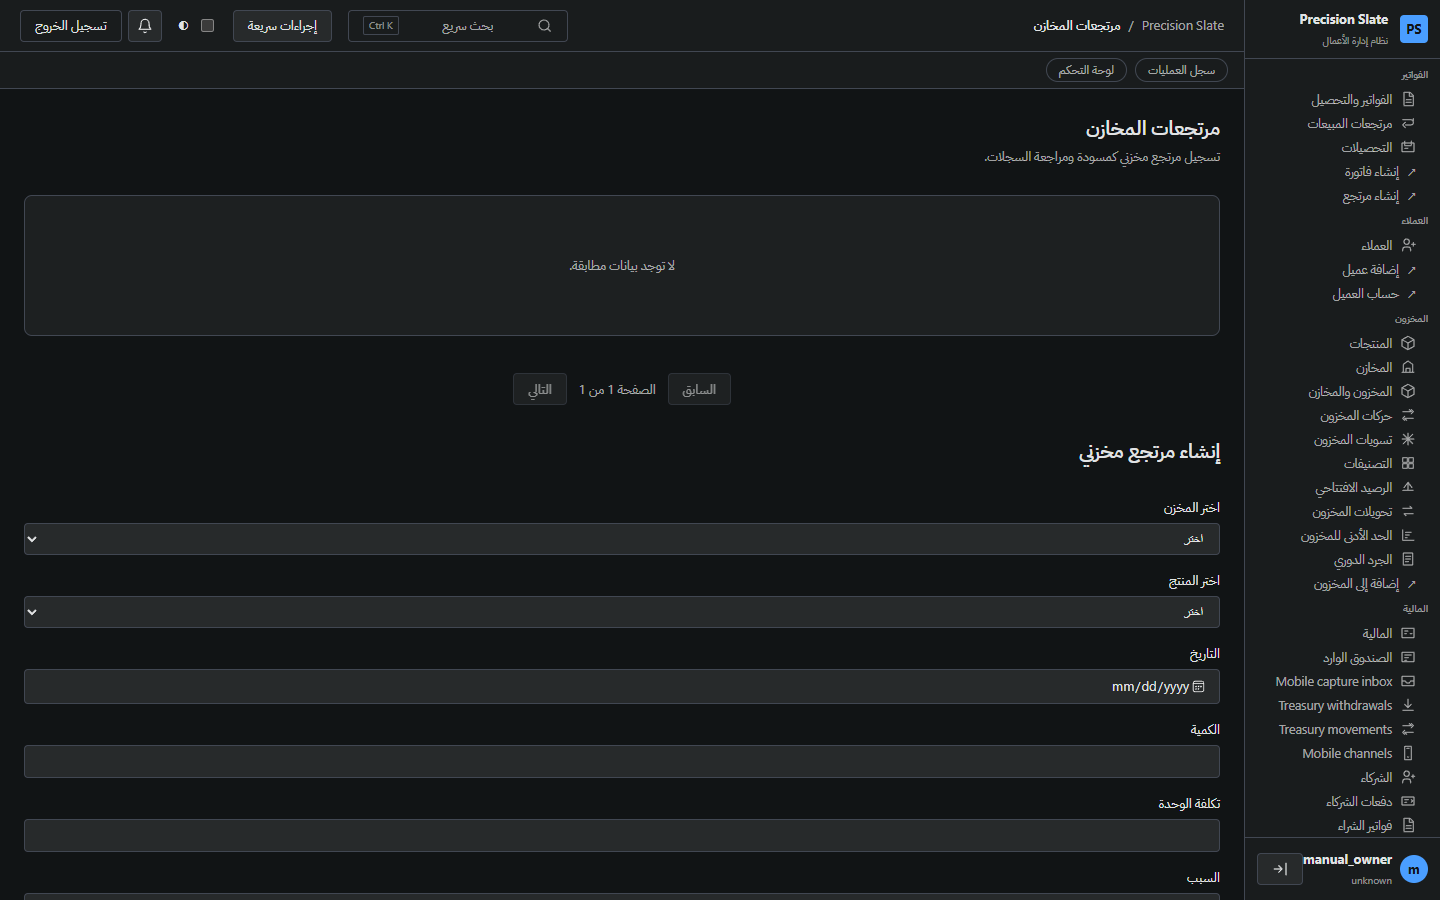 PS
Precision Slate
نظام إدارة الأعمال
الفواتير
الفواتير والتحصيل
مرتجعات المبيعات
التحصيلات
إنشاء فاتورة
إنشاء مرتجع
العملاء
العملاء
إضافة عميل
حساب العميل
المخزون
المنتجات
المخازن
المخزون والمخازن
حركات المخزون
تسويات المخزون
التصنيفات
الرصيد الافتتاحي
تحويلات المخزون
الحد الأدنى للمخزون
الجرد الدوري
إضافة إلى المخزون
المالية
المالية
الصندوق الوارد
Mobile capture inbox
Treasury withdrawals
Treasury movements
Mobile channels
الشركاء
دفعات الشركاء
فواتير الشراء
m
manual_owner
unknown
Precision Slate / مرتجعات المخازن
بحث سريع Ctrl K
إجراءات سريعة
تسجيل الخروج
سجل العمليات
لوحة التحكم
مرتجعات المخازن
تسجيل مرتجع مخزني كمسودة ومراجعة السجلات.
لا توجد بيانات مطابقة.
السابق الصفحة 1 من 1 التالي
إنشاء مرتجع مخزني
اختر المخزن
اختر
اختر المنتج
اختر
التاريخ
mm/dd/yyyy
الكمية
تكلفة الوحدة
السبب